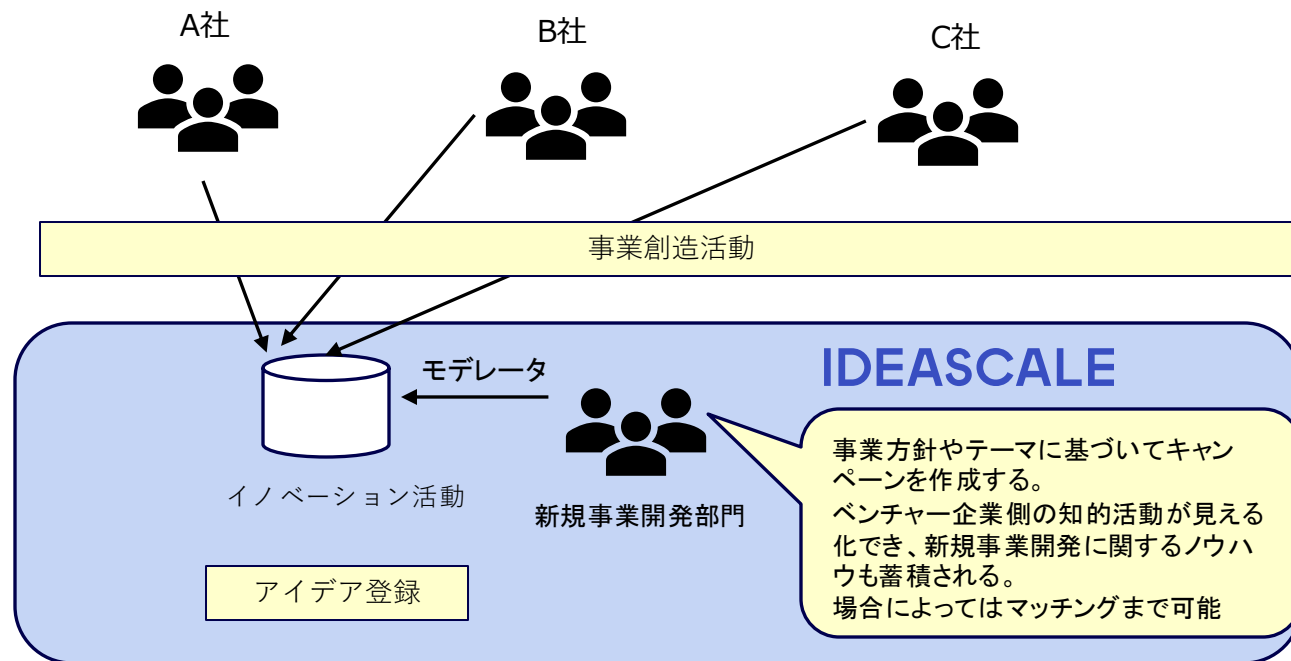 A社
B社
C社
事業創造活動
IDEASCALE
モデレータ
イノベーション活動
新規事業開発部門
アイデア登録
事業方針やテーマに基づいてキャン
ペーンを作成する。
ベンチャー企業側の知的活動が見える
化でき、新規事業開発に関するノウハ
ウも蓄積される。
場合によってはマッチングまで可能